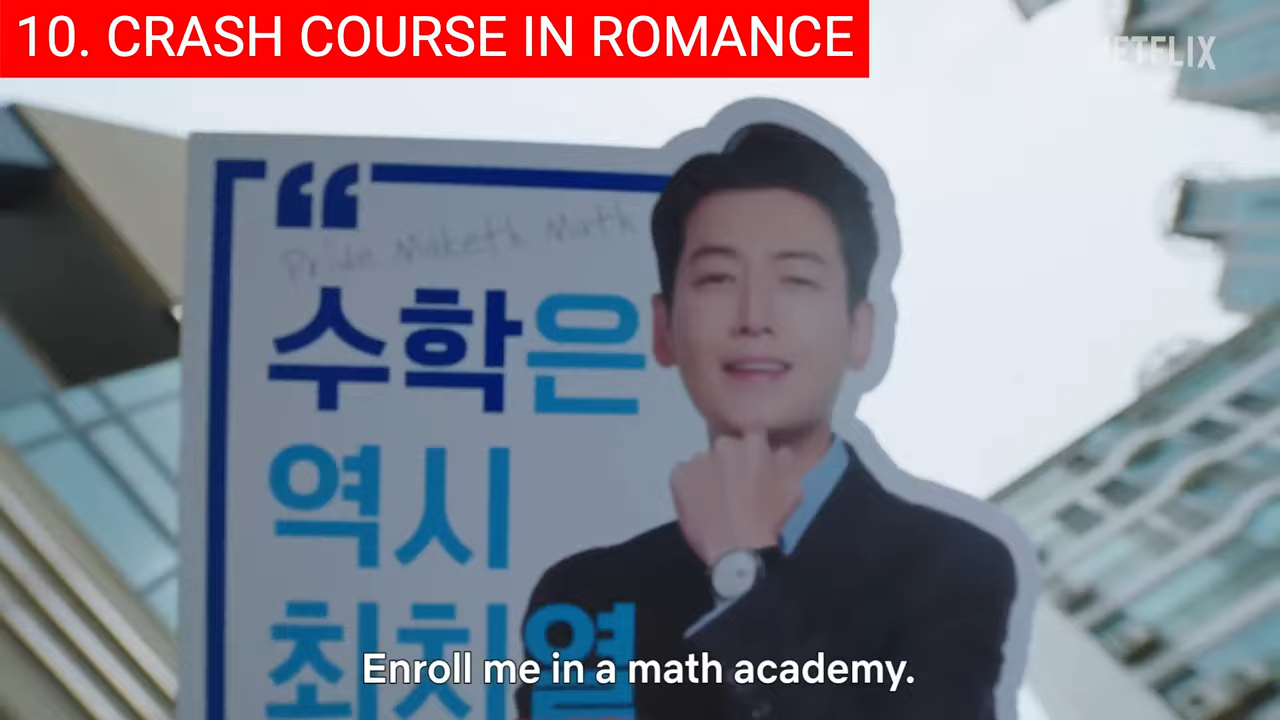 10. CRASH COURSE IN ROMANCE
NETFLIX
“
Pride Maketh Math
수학은
역시
최치열
Enroll me in a math academy.